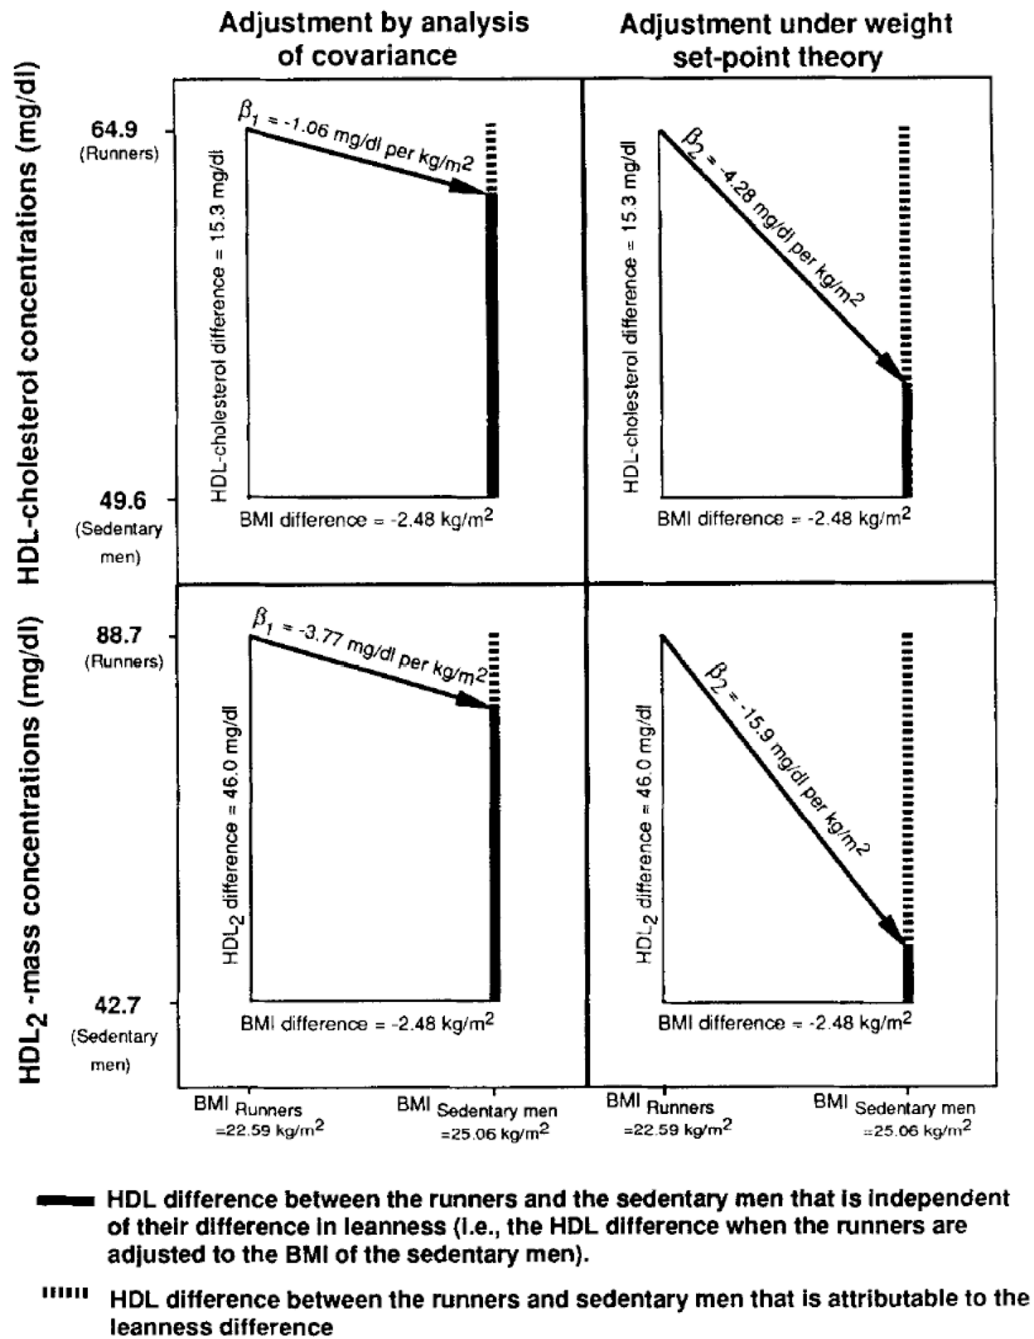 Adjustment by analysis
of covariance
Adjustment under weight
set-point theory
HDL-cholesterol concentrations (mg/dl)
64.9
(Runners)
49.6
(Sedentary
men)
β1 = -1.06 mg/dl per kg/m2
HDL-cholesterol difference = 15.3 mg/dl
BMI difference = -2.48 kg/m2
β2 = -4.28 mg/dl per kg/m2
HDL-cholesterol difference = 15.3 mg/dl
BMI difference = -2.48 kg/m2
HDL2 -mass concentrations (mg/dl)
88.7
(Runners)
42.7
(Sedentary
men)
β1 = -3.77 mg/dl per kg/m2
HDL2 difference = 46.0 mg/dl
BMI difference = -2.48 kg/m2
β2 = -15.9 mg/dl per kg/m2
HDL2 difference = 46.0 mg/dl
BMI difference = -2.48 kg/m2
BMI Runners
=22.59 kg/m2
BMI Sedentary men
=25.06 kg/m2
BMI Runners
=22.59 kg/m2
BMI Sedentary men
=25.06 kg/m2
HDL difference between the runners and the sedentary men that is independent
of their difference in leanness (i.e., the HDL difference when the runners are
adjusted to the BMI of the sedentary men).
HDL difference between the runners and sedentary men that is attributable to the
leanness difference